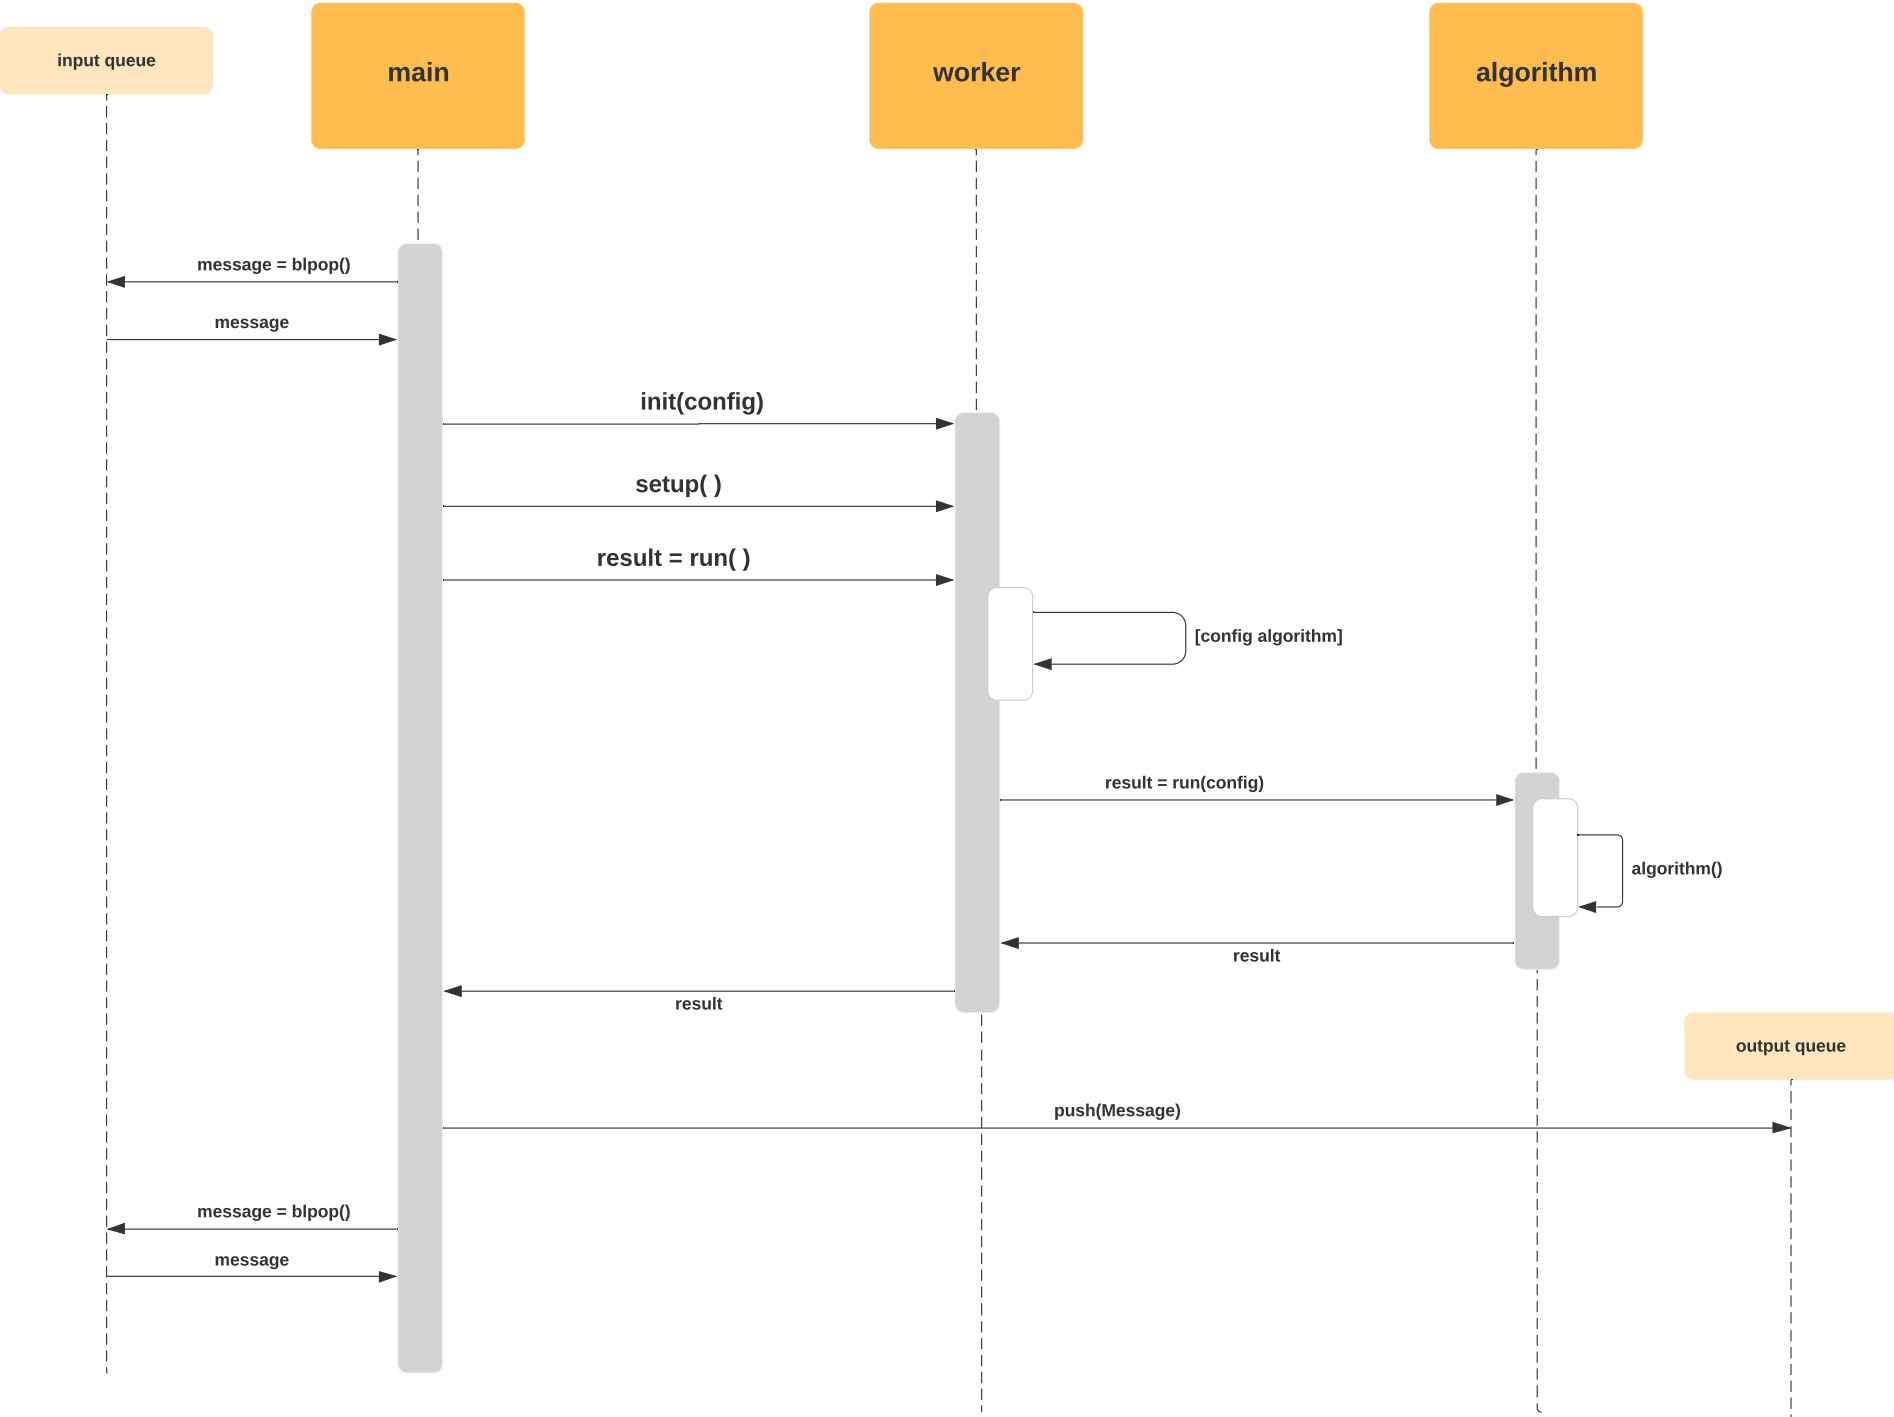 input queue
main
worker
algorithm
message = blpop()
message
init(config)
setup( )
result = run( )
[config algorithm]
result = run(config)
algorithm()
result
result
output queue
push(Message)
message = blpop()
message